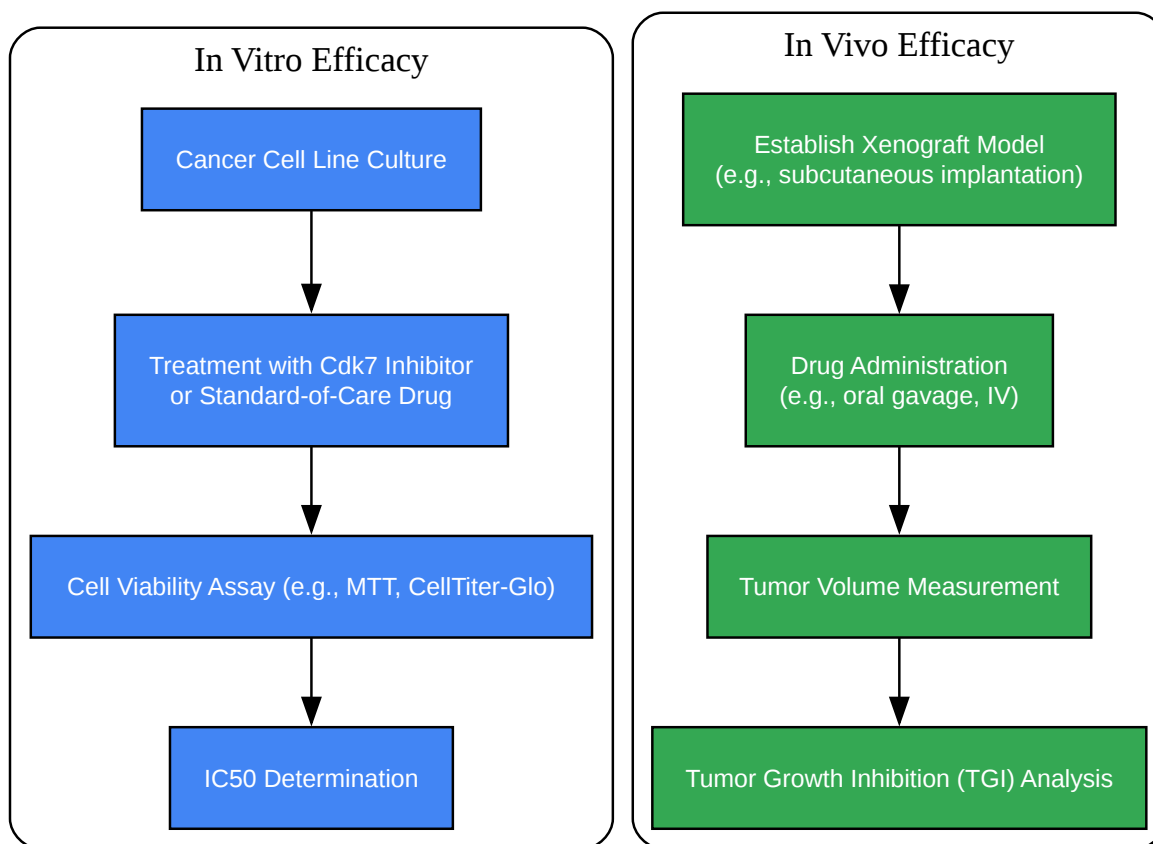 In Vitro Efficacy
Cancer Cell Line Culture
Treatment with Cdk7 Inhibitor
or Standard-of-Care Drug
Cell Viability Assay (e.g., MTT, CellTiter-Glo)
IC50 Determination
In Vivo Efficacy
Establish Xenograft Model
(e.g., subcutaneous implantation)
Drug Administration
(e.g., oral gavage, IV)
Tumor Volume Measurement
Tumor Growth Inhibition (TGI) Analysis